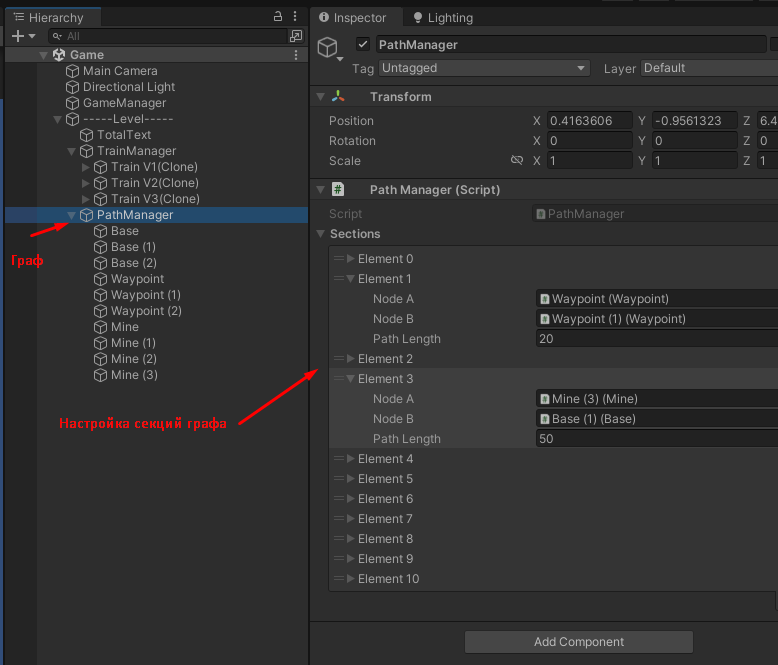 Hierarchy
All
Game
Main Camera
Directional Light
GameManager
-----Level-----
TotalText
TrainManager
Train V1(Clone)
Train V2(Clone)
Train V3(Clone)
PathManager
Base
Base (1)
Base (2)
Waypoint
Waypoint (1)
Waypoint (2)
Mine
Mine (1)
Mine (2)
Mine (3)
Граф
Настройка секций графа
Inspector Lighting
PathManager
Tag Untagged Layer Default
Transform
Position X 0.4163606 Y -0.9561323 Z 6.4
Rotation X 0 Y 0 Z 0
Scale X 1 Y 1 Z 1
# Path Manager (Script)
Script PathManager
Sections
Element 0
Element 1
Node A Waypoint (Waypoint)
Node B Waypoint (1) (Waypoint)
Path Length 20
Element 2
Element 3
Node A Mine (3) (Mine)
Node B Base (1) (Base)
Path Length 50
Element 4
Element 5
Element 6
Element 7
Element 8
Element 9
Element 10
Add Component